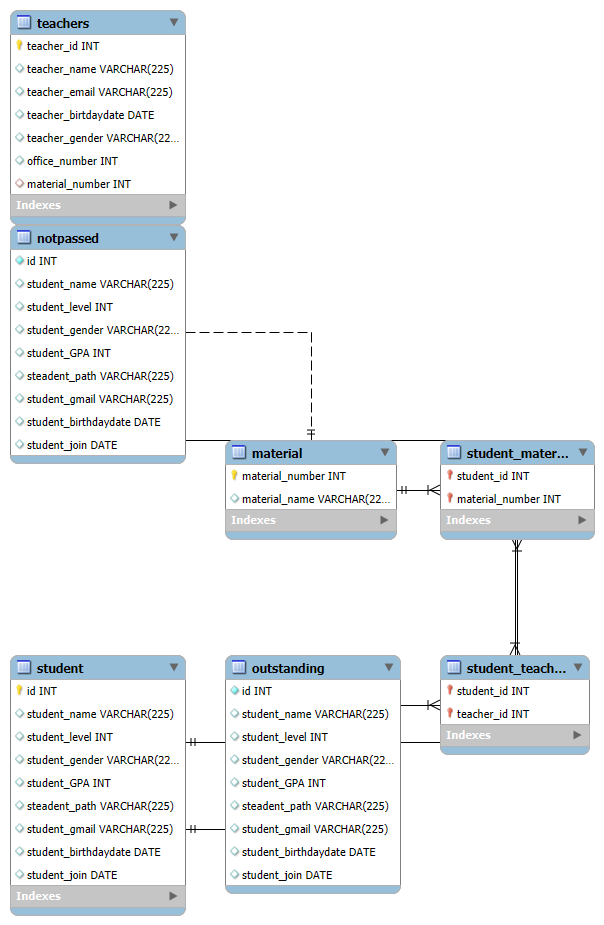 teachers
teacher_id INT
teacher_name VARCHAR(225)
teacher_email VARCHAR(225)
teacher_birtdaydate DATE
teacher_gender VARCHAR(22...
office_number INT
material_number INT
Indexes
notpassed
id INT
student_name VARCHAR(225)
student_level INT
student_gender VARCHAR(22...
student_GPA INT
steadent_path VARCHAR(225)
student_gmail VARCHAR(225)
student_birthdaydate DATE
student_join DATE
material
material_number INT
material_name VARCHAR(22...
Indexes
student_mater...
student_id INT
material_number INT
Indexes
student
id INT
student_name VARCHAR(225)
student_level INT
student_gender VARCHAR(22...
student_GPA INT
steadent_path VARCHAR(225)
student_gmail VARCHAR(225)
student_birthdaydate DATE
student_join DATE
Indexes
outstanding
id INT
student_name VARCHAR(225)
student_level INT
student_gender VARCHAR(22...
student_GPA INT
steadent_path VARCHAR(225)
student_gmail VARCHAR(225)
student_birthdaydate DATE
student_join DATE
student_teach...
student_id INT
teacher_id INT
Indexes